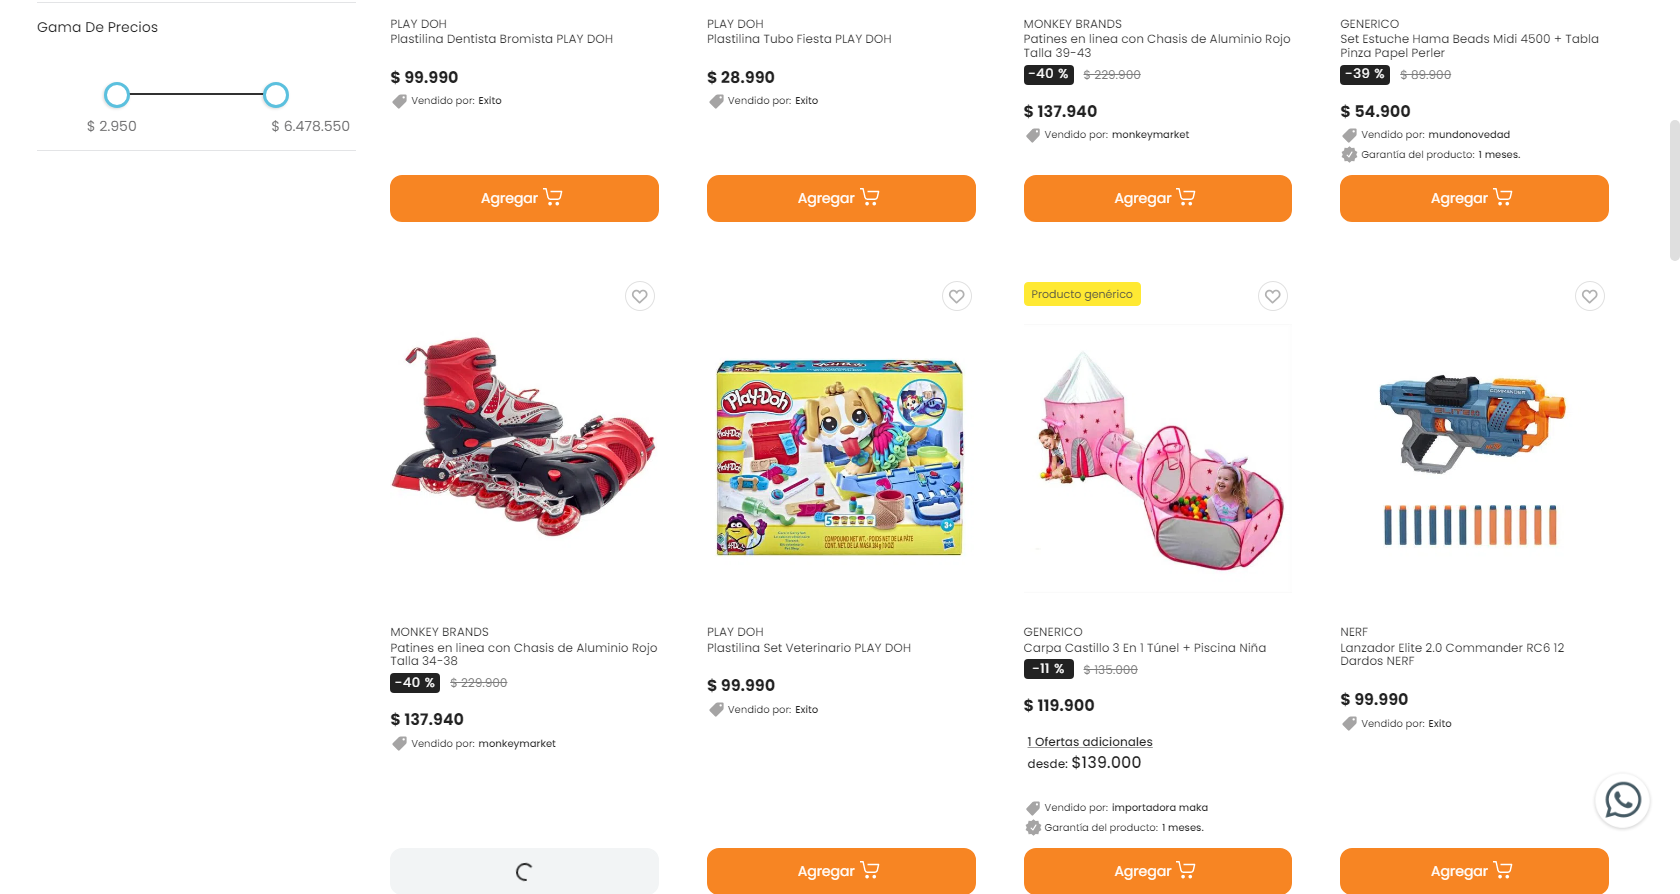 Gama De Precios
$ 2.950
$ 6.478.550
PLAY DOH
Plastilina Dentista Bromista PLAY DOH
$ 99.990
Vendido por: Exito
Agregar
PLAY DOH
Plastilina Tubo Fiesta PLAY DOH
$ 28.990
Vendido por: Exito
Agregar
MONKEY BRANDS
Patines en linea con Chasis de Aluminio Rojo
Talla 39-43
-40 % $ 229.900
$ 137.940
Vendido por: monkeymarket
Agregar
GENERICO
Set Estuche Hama Beads Midi 4500 + Tabla
Pinza Papel Perler
-39 % $ 89.900
$ 54.900
Vendido por: mundonovedad
Garantía del producto: 1 meses.
Agregar
MONKEY BRANDS
Patines en linea con Chasis de Aluminio Rojo
Talla 34-38
-40 % $ 229.900
$ 137.940
Vendido por: monkeymarket
Play-Doh
PLAY DOH
Plastilina Set Veterinario PLAY DOH
$ 99.990
Vendido por: Exito
Agregar
Producto genérico
GENERICO
Carpa Castillo 3 En 1 Túnel + Piscina Niña
-11 % $ 135.000
$ 119.900
1 Ofertas adicionales
desde: $139.000
Vendido por: importadora maka
Garantía del producto: 1 meses.
Agregar
COMMANDER
NERF
Lanzador Elite 2.0 Commander RC6 12
Dardos NERF
$ 99.990
Vendido por: Exito
Agregar